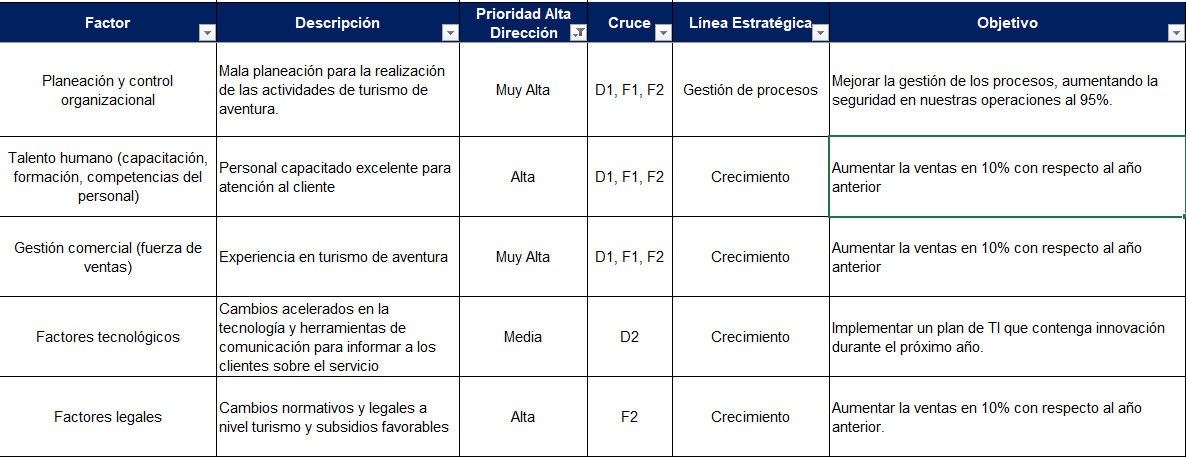 Factor
Descripción
Prioridad Alta
Dirección
Cruce
Línea Estratégica
Objetivo
Planeación y control
organizacional
Mala planeación para la realización
de las actividades de turismo de
aventura.
Muy Alta
D1, F1, F2
Gestión de procesos
Mejorar la gestión de los procesos, aumentando la
seguridad en nuestras operaciones al 95%.
Talento humano (capacitación,
formación, competencias del
personal)
Personal capacitado excelente para
atención al cliente
Alta
D1, F1, F2
Crecimiento
Aumentar la ventas en 10% con respecto al año
anterior
Gestión comercial (fuerza de
ventas)
Experiencia en turismo de aventura
Muy Alta
D1, F1, F2
Crecimiento
Aumentar la ventas en 10% con respecto al año
anterior
Factores tecnológicos
Cambios acelerados en la
tecnología y herramientas de
comunicación para informar a los
clientes sobre el servicio
Media
D2
Crecimiento
Implementar un plan de TI que contenga innovación
durante el próximo año.
Factores legales
Cambios normativos y legales a
nivel turismo y subsidios favorables
Alta
F2
Crecimiento
Aumentar la ventas en 10% con respecto al año
anterior.